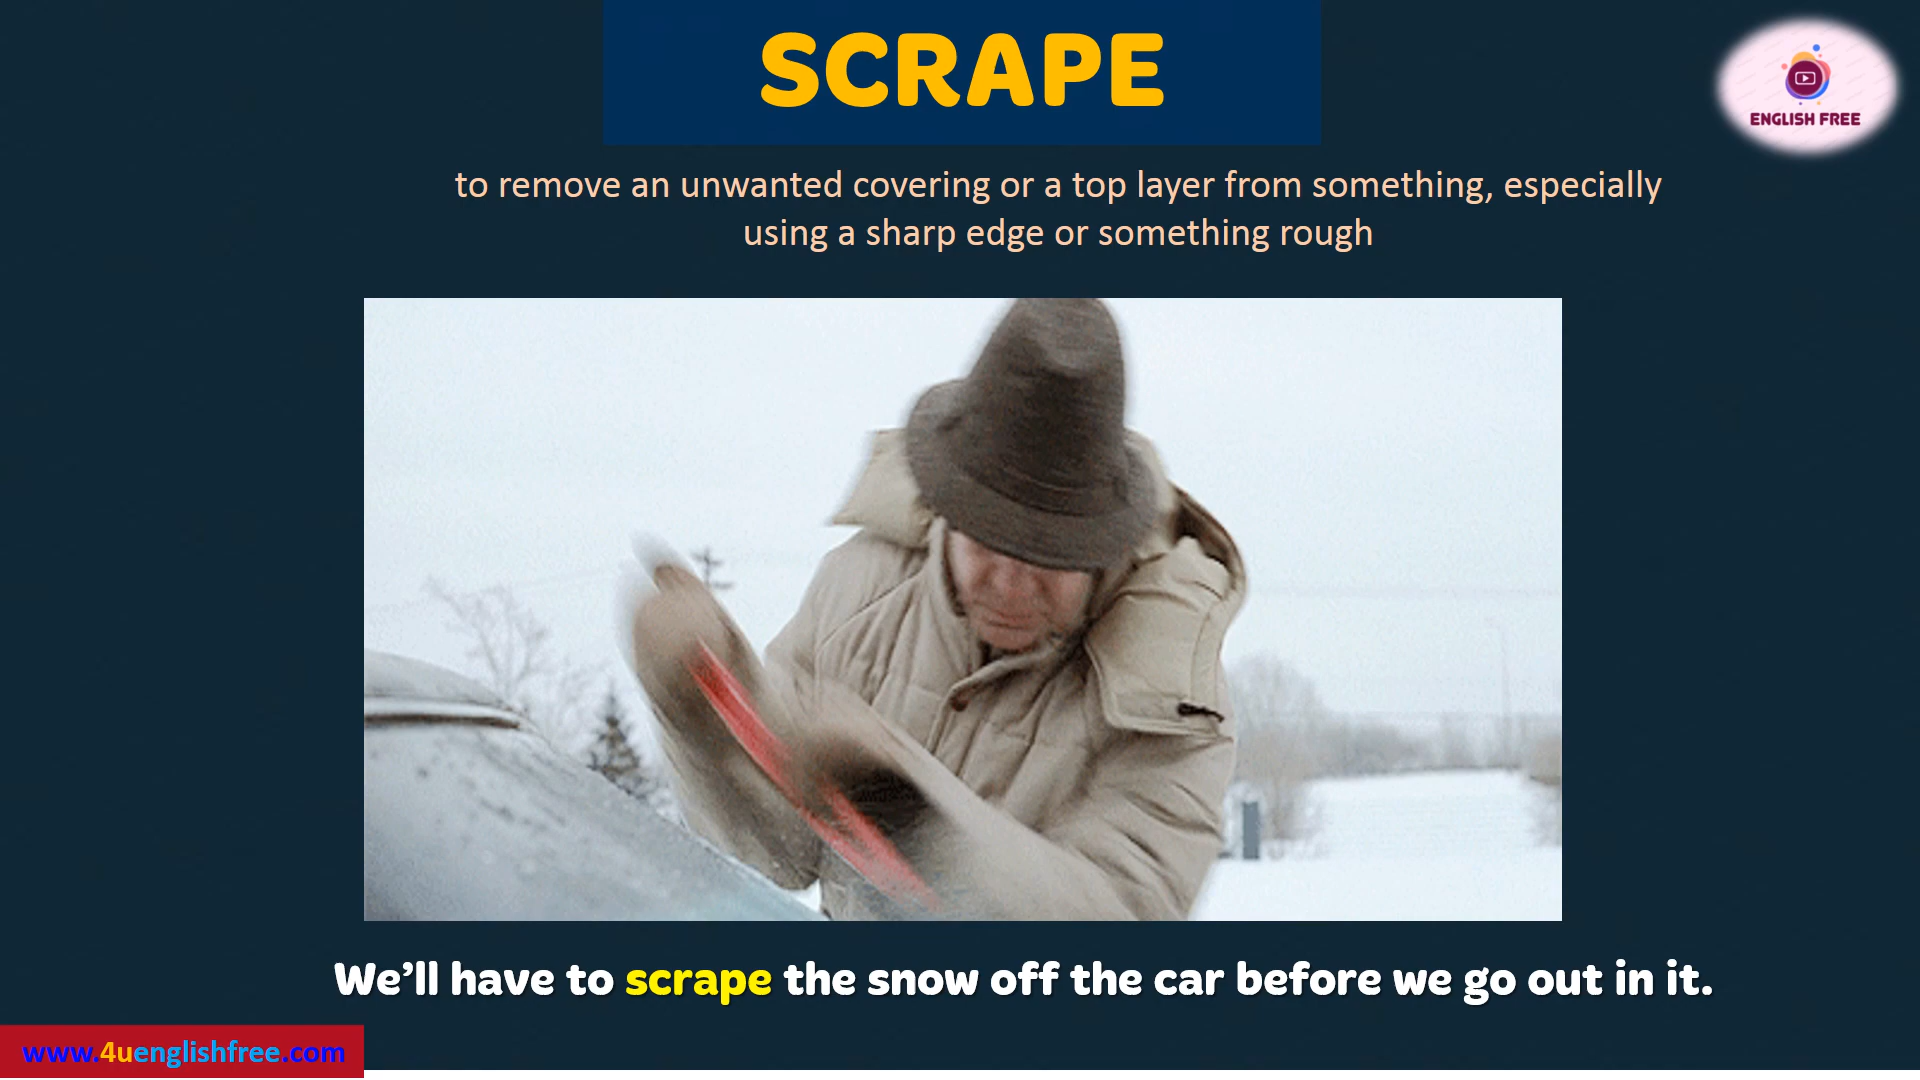 SCRAPE
ENGLISH FREE
to remove an unwanted covering or a top layer from something, especially
using a sharp edge or something rough
We’ll have to scrape the snow off the car before we go out in it.
www.4uenglishfree.com